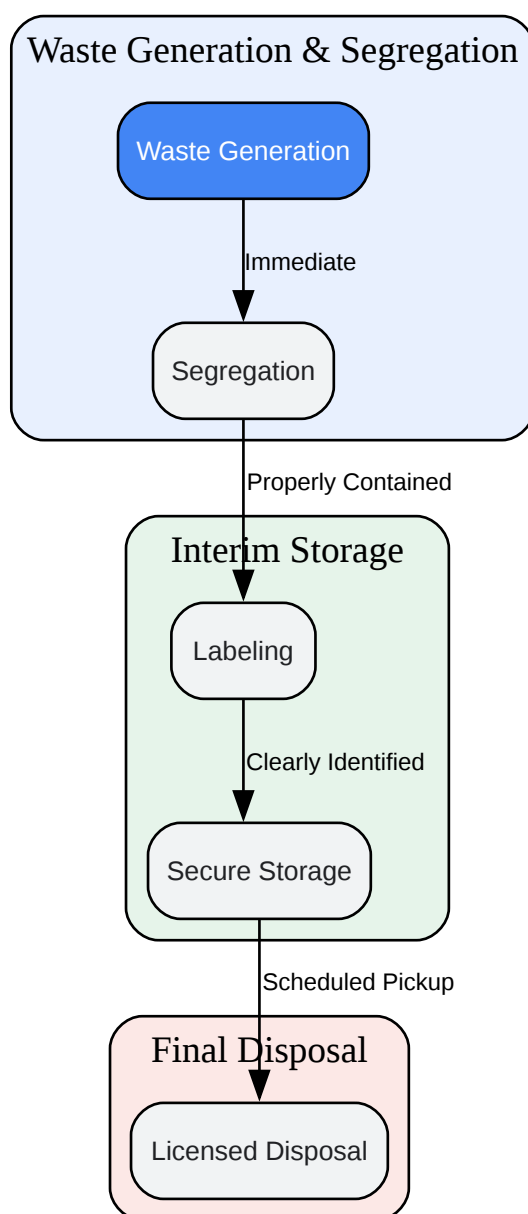 Waste Generation & Segregation
Waste Generation
Immediate
Segregation
Properly Contained
Interim Storage
Labeling
Clearly Identified
Secure Storage
Scheduled Pickup
Final Disposal
Licensed Disposal